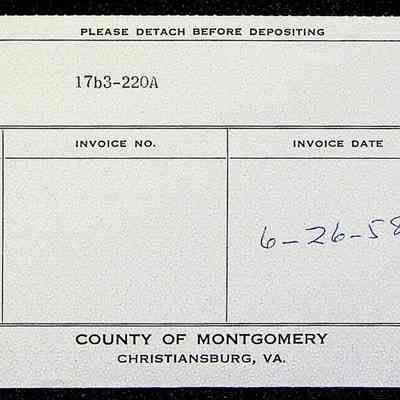 PLEASE DETACH BEFORE DEPOSITING
17b3-220A
INVOICE NO. INVOICE DATE
6-26-58
COUNTY OF MONTGOMERY
CHRISTIANSBURG, VA.